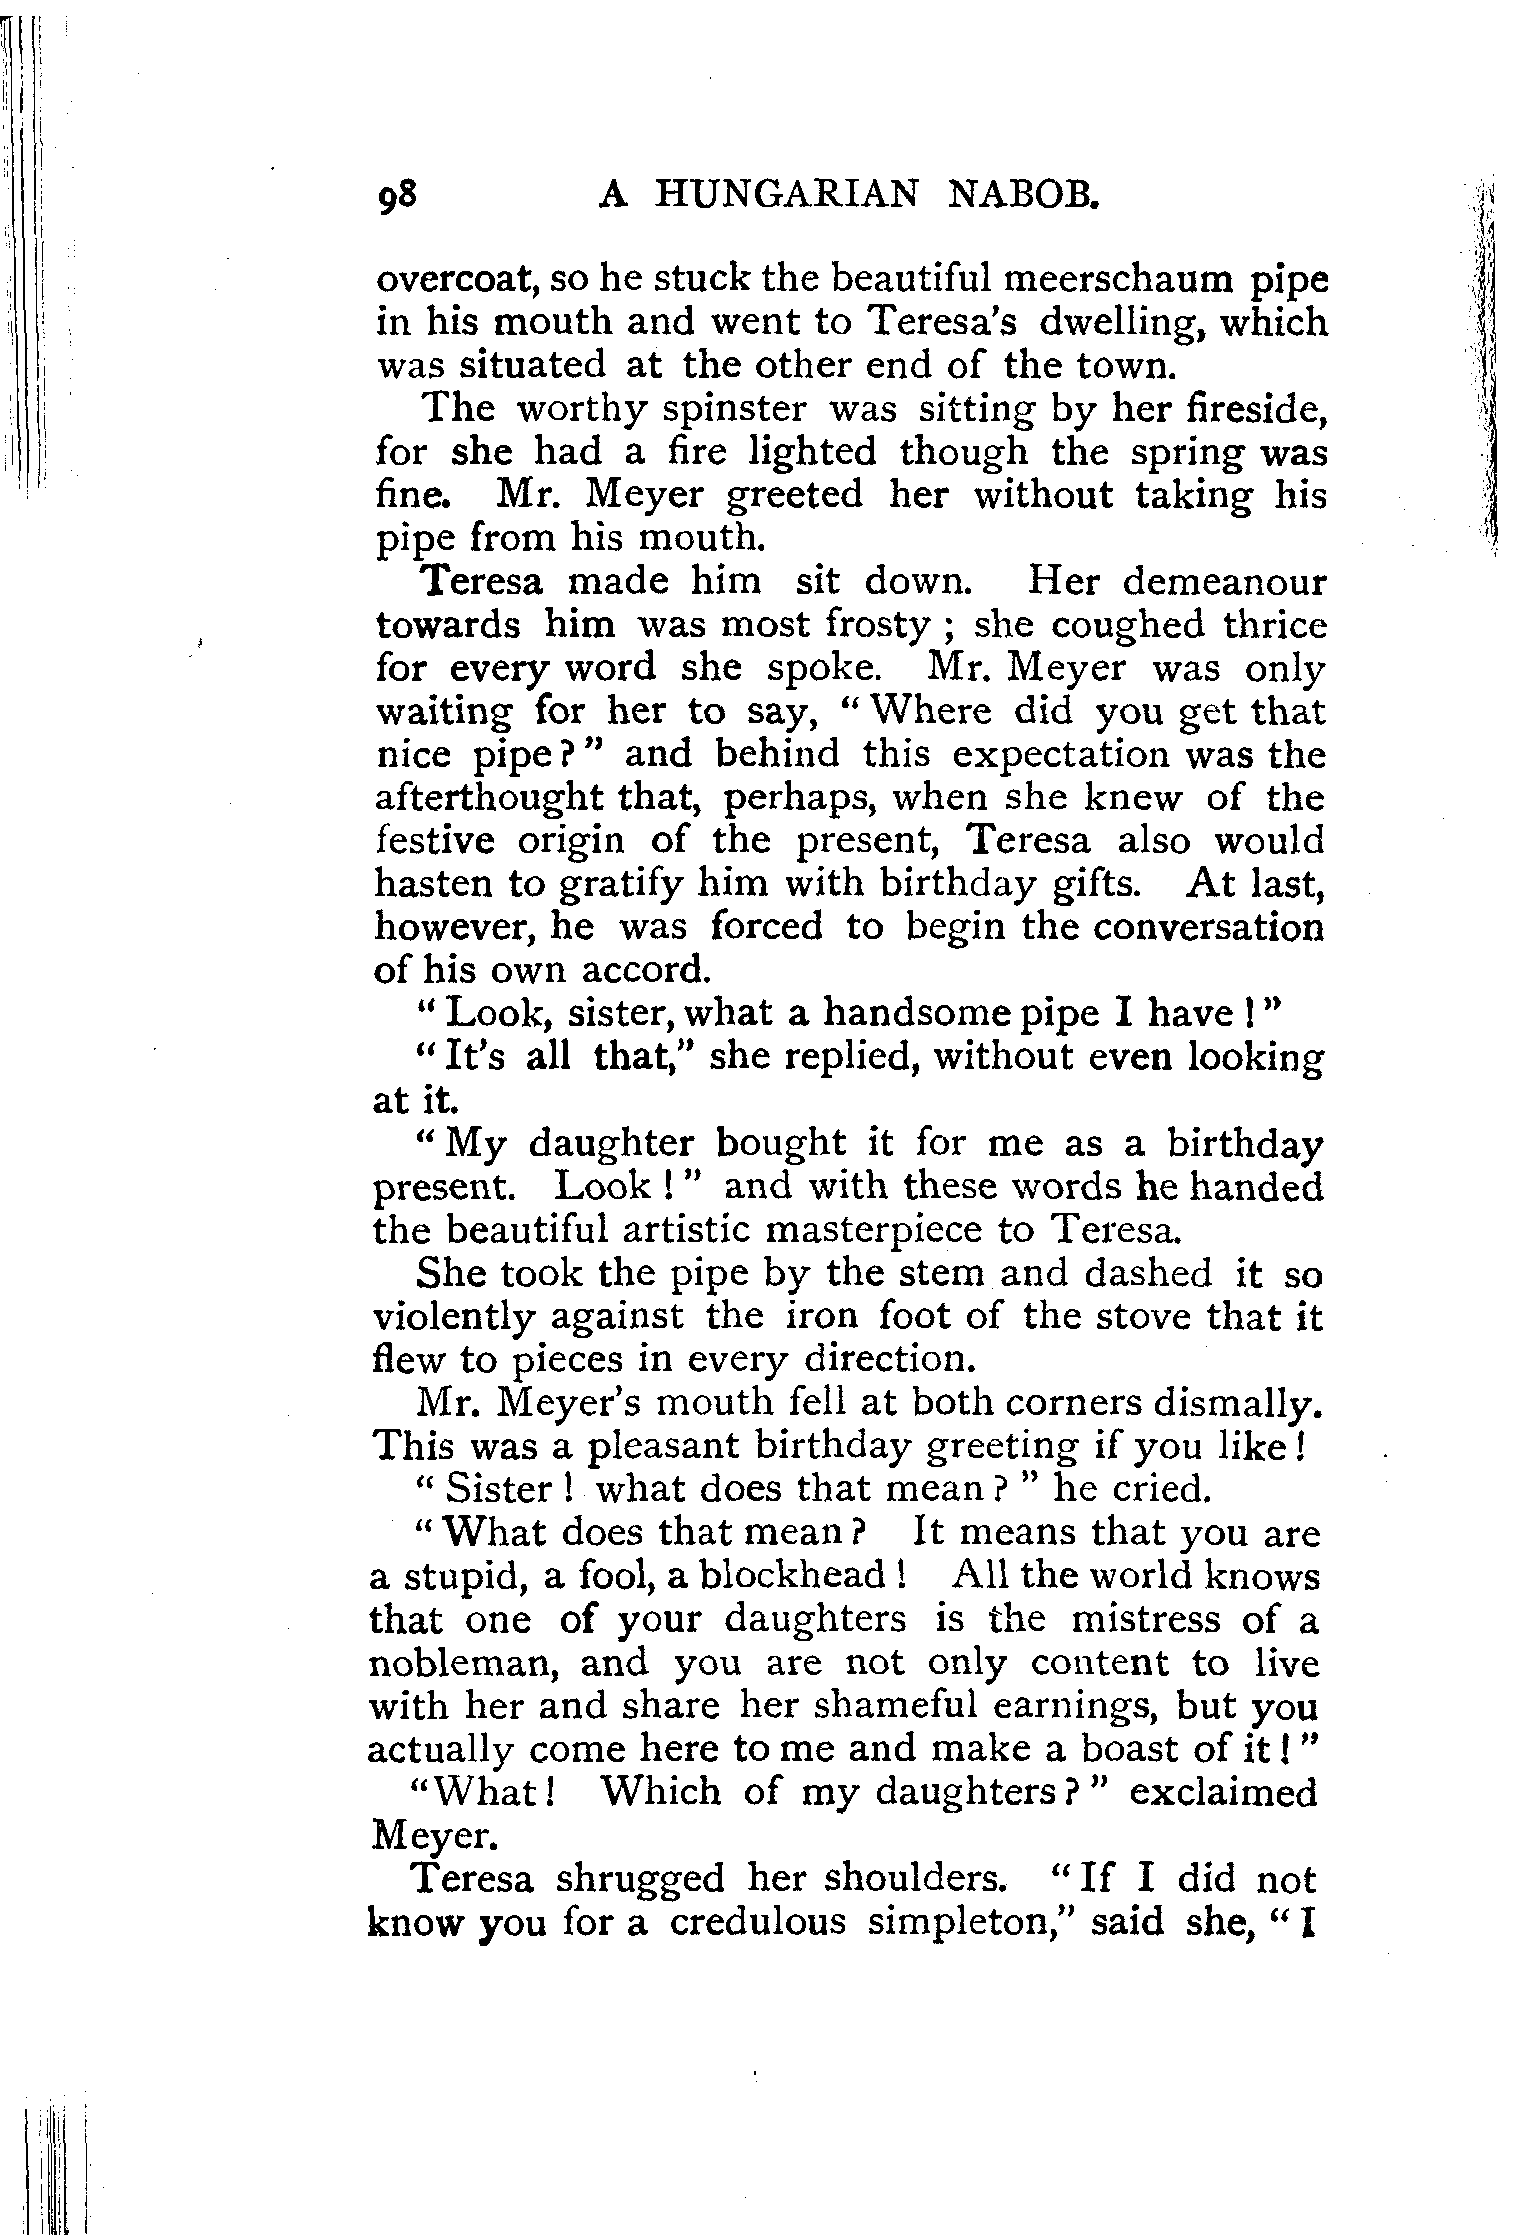 98 A HUNGARIAN NABOB.
overcoat, so he stuck the beautiful meerschaum pipe
in his mouth and went to Teresa's dwelling, which
was situated at the other end of the town.
The worthy spinster was sitting by her fireside,
for she had a fire lighted though the spring was
fine. Mr. Meyer greeted her without taking his
pipe from his mouth.
Teresa made him sit down. Her demeanour
towards him was most frosty ; she coughed thrice
for every word she spoke. Mr. Meyer was only
waiting for her to say, “ Where did you get that
nice pipe ? ” and behind this expectation was the
afterthought that, perhaps, when she knew of the
festive origin of the present, Teresa also would
hasten to gratify him with birthday gifts. At last,
however, he was forced to begin the conversation
of his own accord.
“ Look, sister, what a handsome pipe I have ! ”
“ It's all that,” she replied, without even looking
at it.
“ My daughter bought it for me as a birthday
present. Look ! ” and with these words he handed
the beautiful artistic masterpiece to Teresa.
She took the pipe by the stem and dashed it so
violently against the iron foot of the stove that it
flew to pieces in every direction.
Mr. Meyer's mouth fell at both corners dismally.
This was a pleasant birthday greeting if you like !
“ Sister ! what does that mean ? ” he cried.
“ What does that mean ? It means that you are
a stupid, a fool, a blockhead ! All the world knows
that one of your daughters is the mistress of a
nobleman, and you are not only content to live
with her and share her shameful earnings, but you
actually come here to me and make a boast of it ! ”
“ What ! Which of my daughters ? ” exclaimed
Meyer.
Teresa shrugged her shoulders. “ If I did not
know you for a credulous simpleton,” said she, “ I